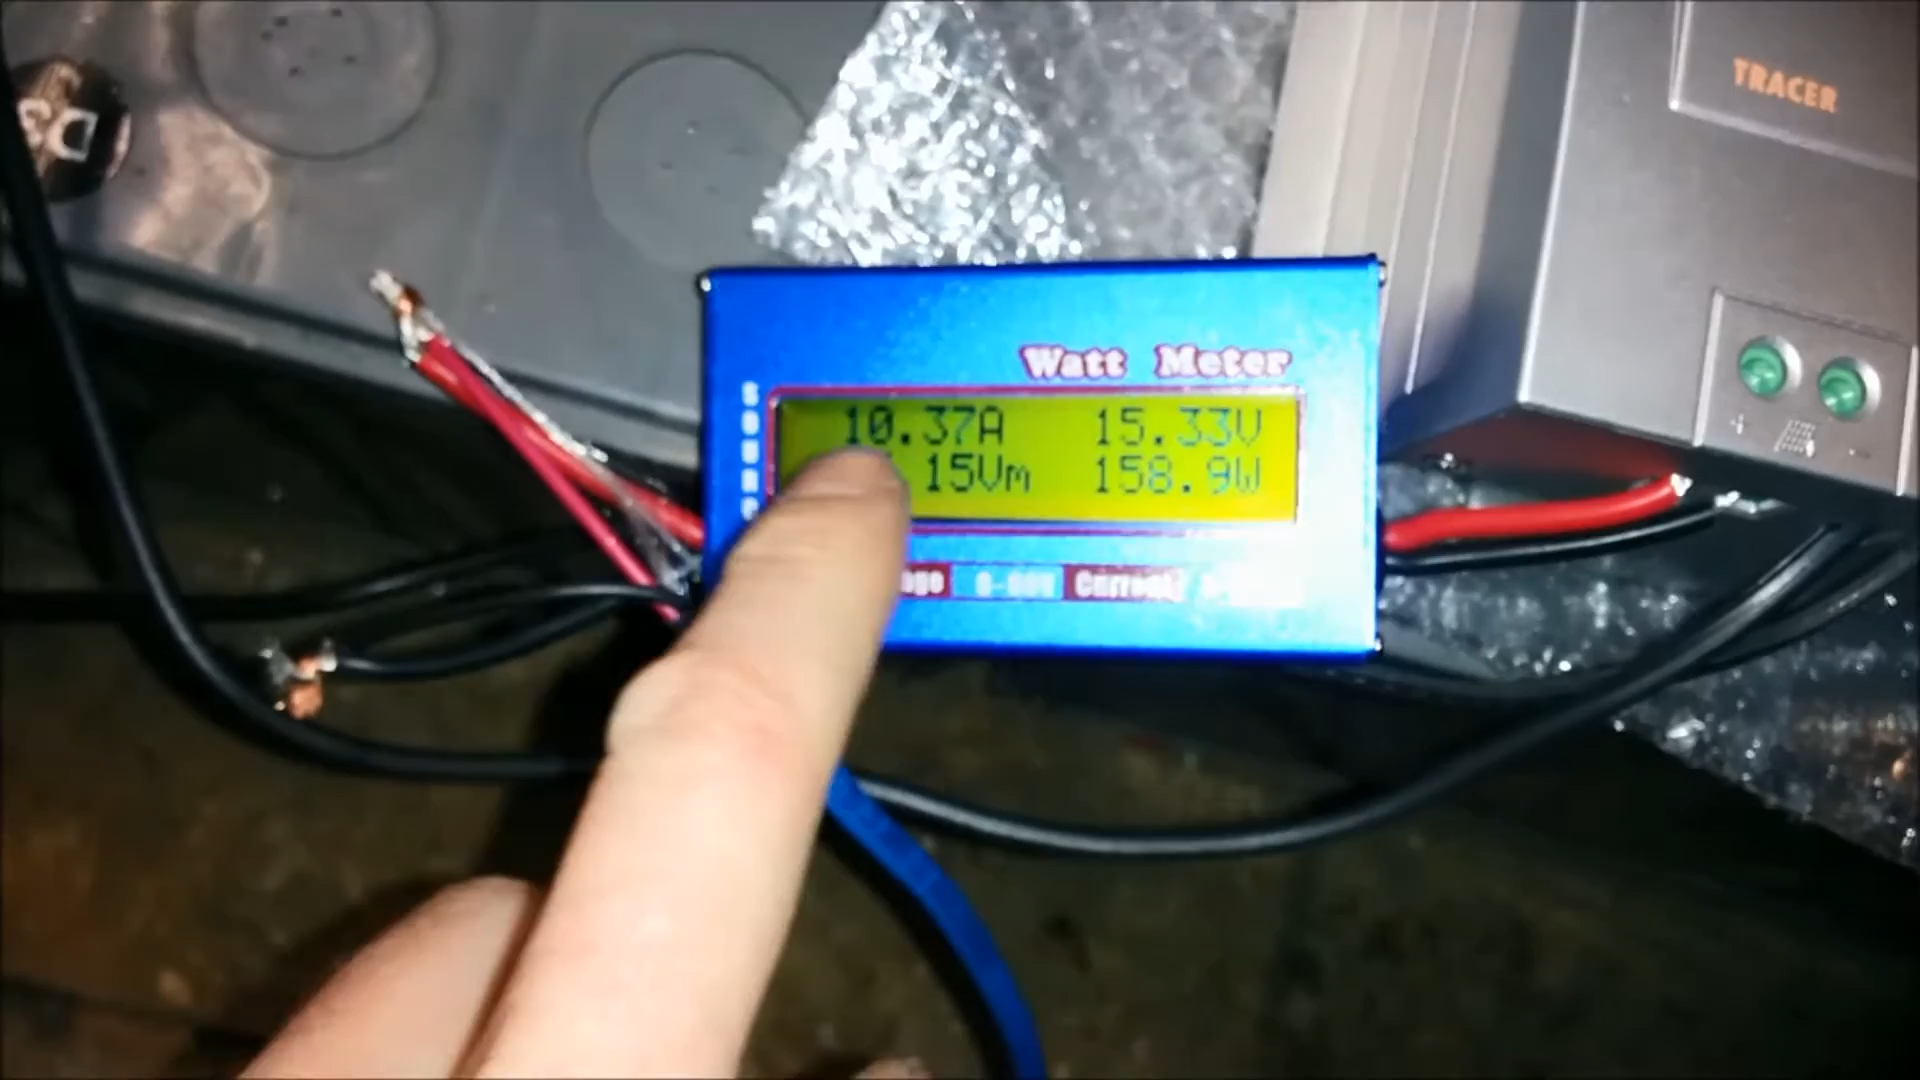 TRACER
Watt Meter
10.37A 15.33V
15Vm 158.9W
Current
+ -